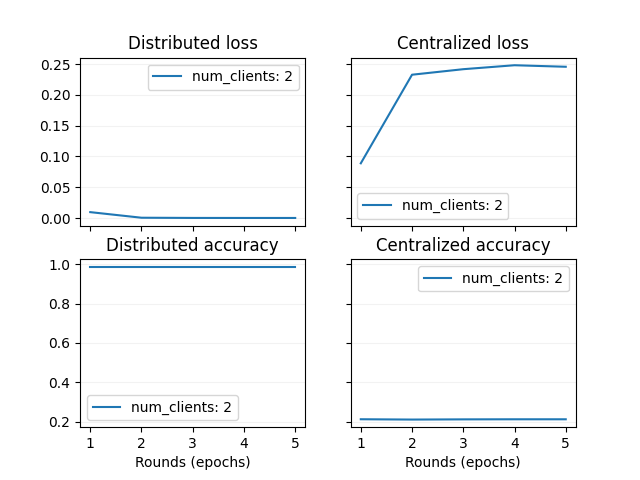 Distributed loss
Centralized loss
0.25
0.20
0.15
0.10
0.05
0.00
num_clients: 2
num_clients: 2
Distributed accuracy
Centralized accuracy
1.0
0.8
0.6
0.4
0.2
num_clients: 2
num_clients: 2
1 2 3 4 5
1 2 3 4 5
Rounds (epochs)
Rounds (epochs)